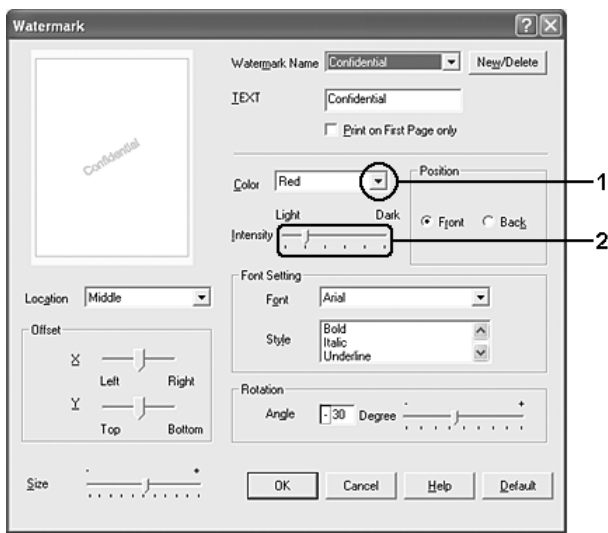 Watermark
Watermark Name Confidential New/Delete
TEXT Confidential
Print on First Page only
Confidential
Color Red 1
Position
Light Dark
Front Back
Intensity 2
Font Setting
Location Middle
Font Arial
Offset
Style Bold
Italic
Underline
X
Left Right
Rotation
- +
Y
Angle -30 Degree
Top Bottom
Size - +
OK Cancel Help Default